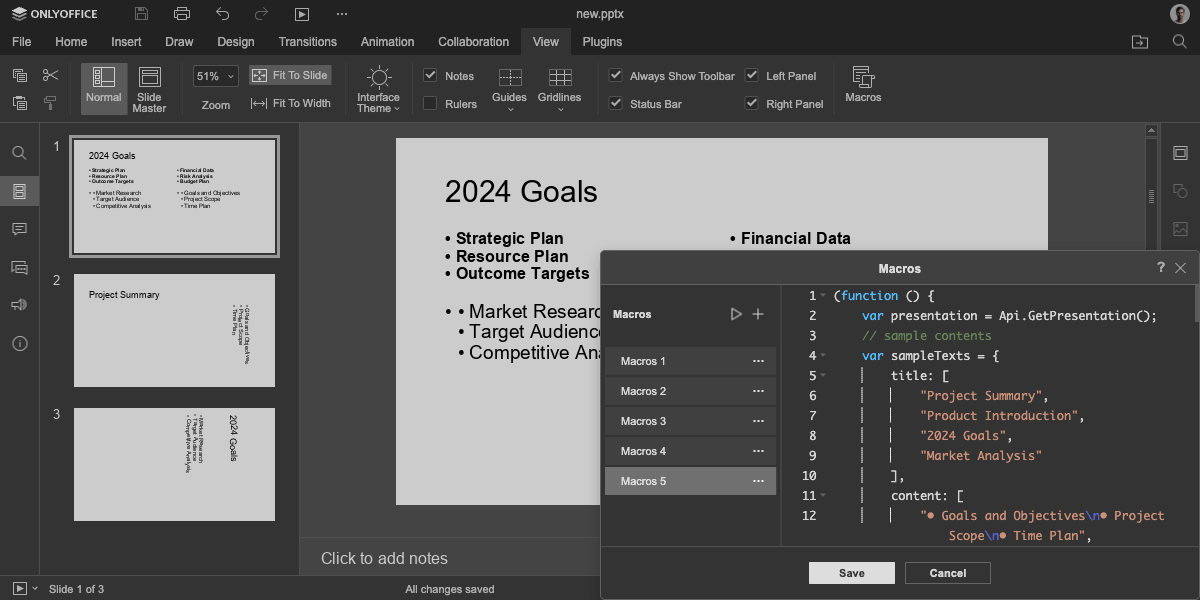 ONLYOFFICE
new.pptx
File Home Insert Draw Design Transitions Animation Collaboration View Plugins
Normal
Slide Master
51%
Zoom
Fit To Slide
Fit To Width
Interface Theme
Notes
Rulers
Guides
Gridlines
Always Show Toolbar
Status Bar
Left Panel
Right Panel
Macros
1
2024 Goals
• Strategic Plan
• Resource Plan
• Outcome Targets
• • Market Research
• Target Audience
• Competitive Analysis
• Financial Data
• Risk Analysis
• Budget Plan
• • Goals and Objectives
• Project Scope
• Time Plan
2
Project Summary
• Goals and Objectives
• Project Scope
• Time Plan
3
2024 Goals
• Market Research
• Target Audience
• Competitive Analysis
2024 Goals
• Strategic Plan
• Resource Plan
• Outcome Targets
• • Market Researc
• Target Audienc
• Competitive An
• Financial Data
Click to add notes
Macros
?
Macros
Macros 1
Macros 2
Macros 3
Macros 4
Macros 5
1 (function () {
2 var presentation = Api.GetPresentation();
3 // sample contents
4 var sampleTexts = {
5 title: [
6 "Project Summary",
7 "Product Introduction",
8 "2024 Goals",
9 "Market Analysis"
10 ],
11 content: [
12 "• Goals and Objectives\n• Project
Scope\n• Time Plan",
Save
Cancel
Slide 1 of 3
All changes saved